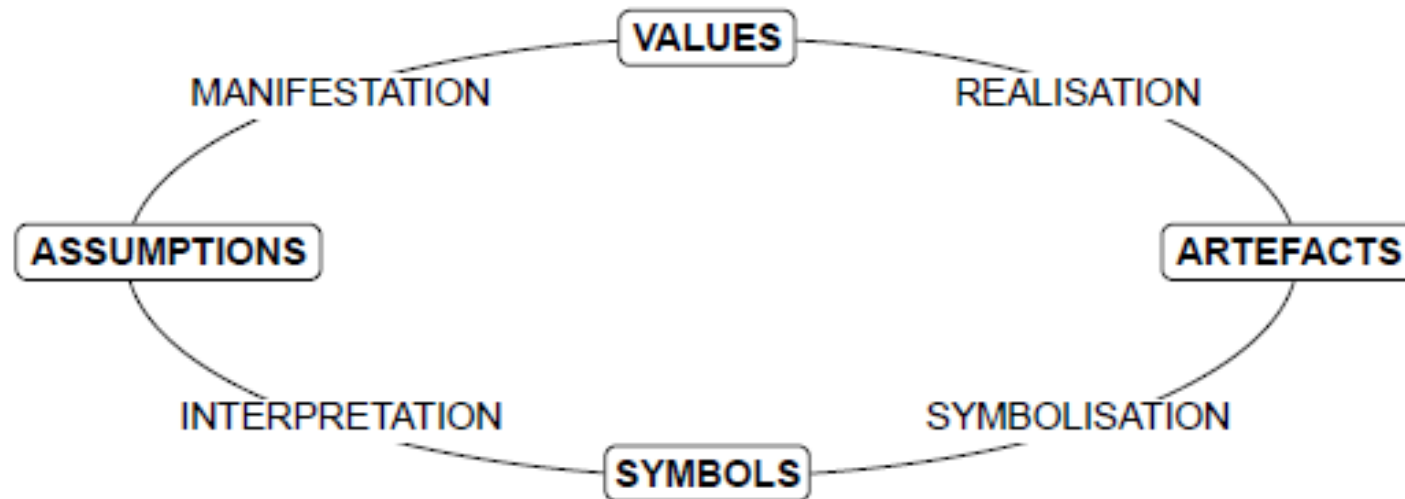 VALUES
MANIFESTATION
REALISATION
ASSUMPTIONS
ARTEFACTS
INTERPRETATION
SYMBOLISATION
SYMBOLS